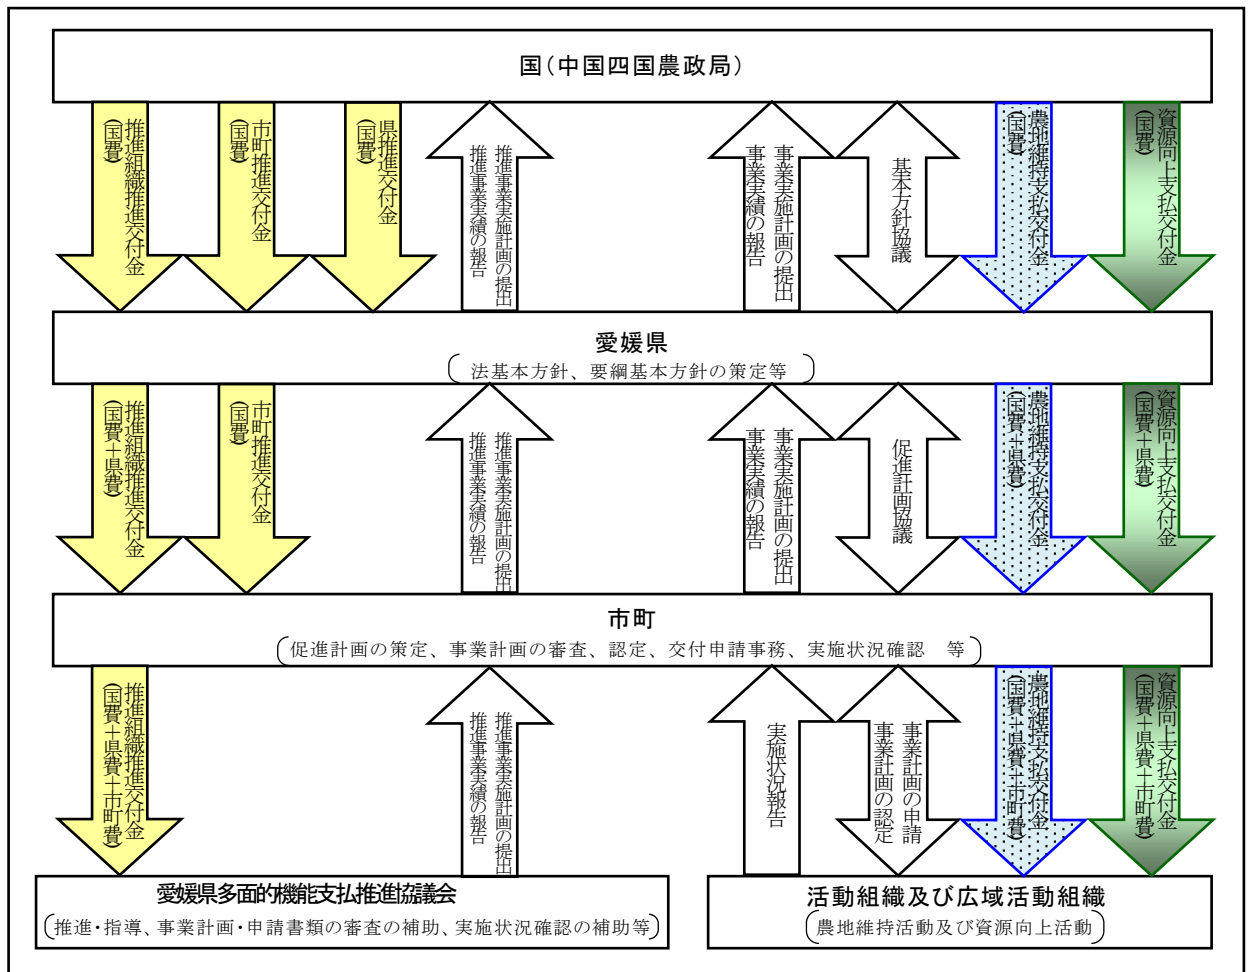 国(中国四国農政局)
推進組織推進交付金
(国費)
市町推進交付金
(国費)
県推進交付金
(国費)
推進事業実施計画の提出
推進事業実績の報告
事業実施計画の提出
事業実績の報告
基本方針協議
農地維持支払交付金
(国費)
資源向上支払交付金
(国費)
愛媛県
(法基本方針、要綱基本方針の策定等)
推進組織推進交付金
(国費+県費)
市町推進交付金
(国費)
推進事業実施計画の提出
推進事業実績の報告
事業実施計画の提出
事業実績の報告
促進計画協議
農地維持支払交付金
(国費+県費)
資源向上支払交付金
(国費+県費)
市町
(促進計画の策定、事業計画の審査、認定、交付申請事務、実施状況確認 等)
推進組織推進交付金
(国費+県費+市町費)
推進事業実施計画の提出
推進事業実績の報告
実施状況報告
事業計画の申請
事業計画の認定
農地維持支払交付金
(国費+県費+市町費)
資源向上支払交付金
(国費+県費+市町費)
愛媛県多面的機能支払推進協議会
(推進・指導、事業計画・申請書類の審査の補助、実施状況確認の補助等)
活動組織及び広域活動組織
(農地維持活動及び資源向上活動)